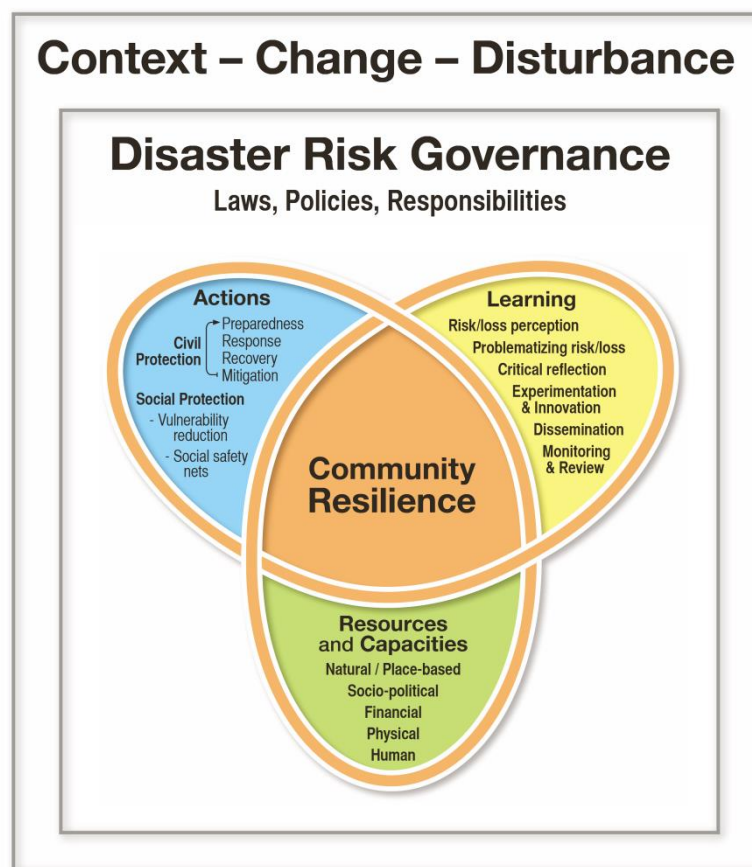 Context – Change – Disturbance
Disaster Risk Governance
Laws, Policies, Responsibilities
Actions
Civil
Protection
Preparedness
Response
Recovery
Mitigation
Social Protection
- Vulnerability
reduction
- Social safety
nets
Learning
Risk/loss perception
Problematizing risk/loss
Critical reflection
Experimentation
& Innovation
Dissemination
Monitoring
& Review
Community
Resilience
Resources
and Capacities
Natural / Place-based
Socio-political
Financial
Physical
Human